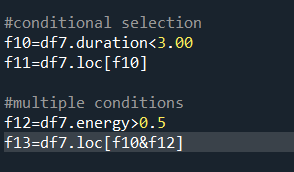 #conditional selection
f10=df7.duration<3.00
f11=df7.loc[f10]
#multiple conditions
f12=df7.energy>0.5
f13=df7.loc[f10&f12]